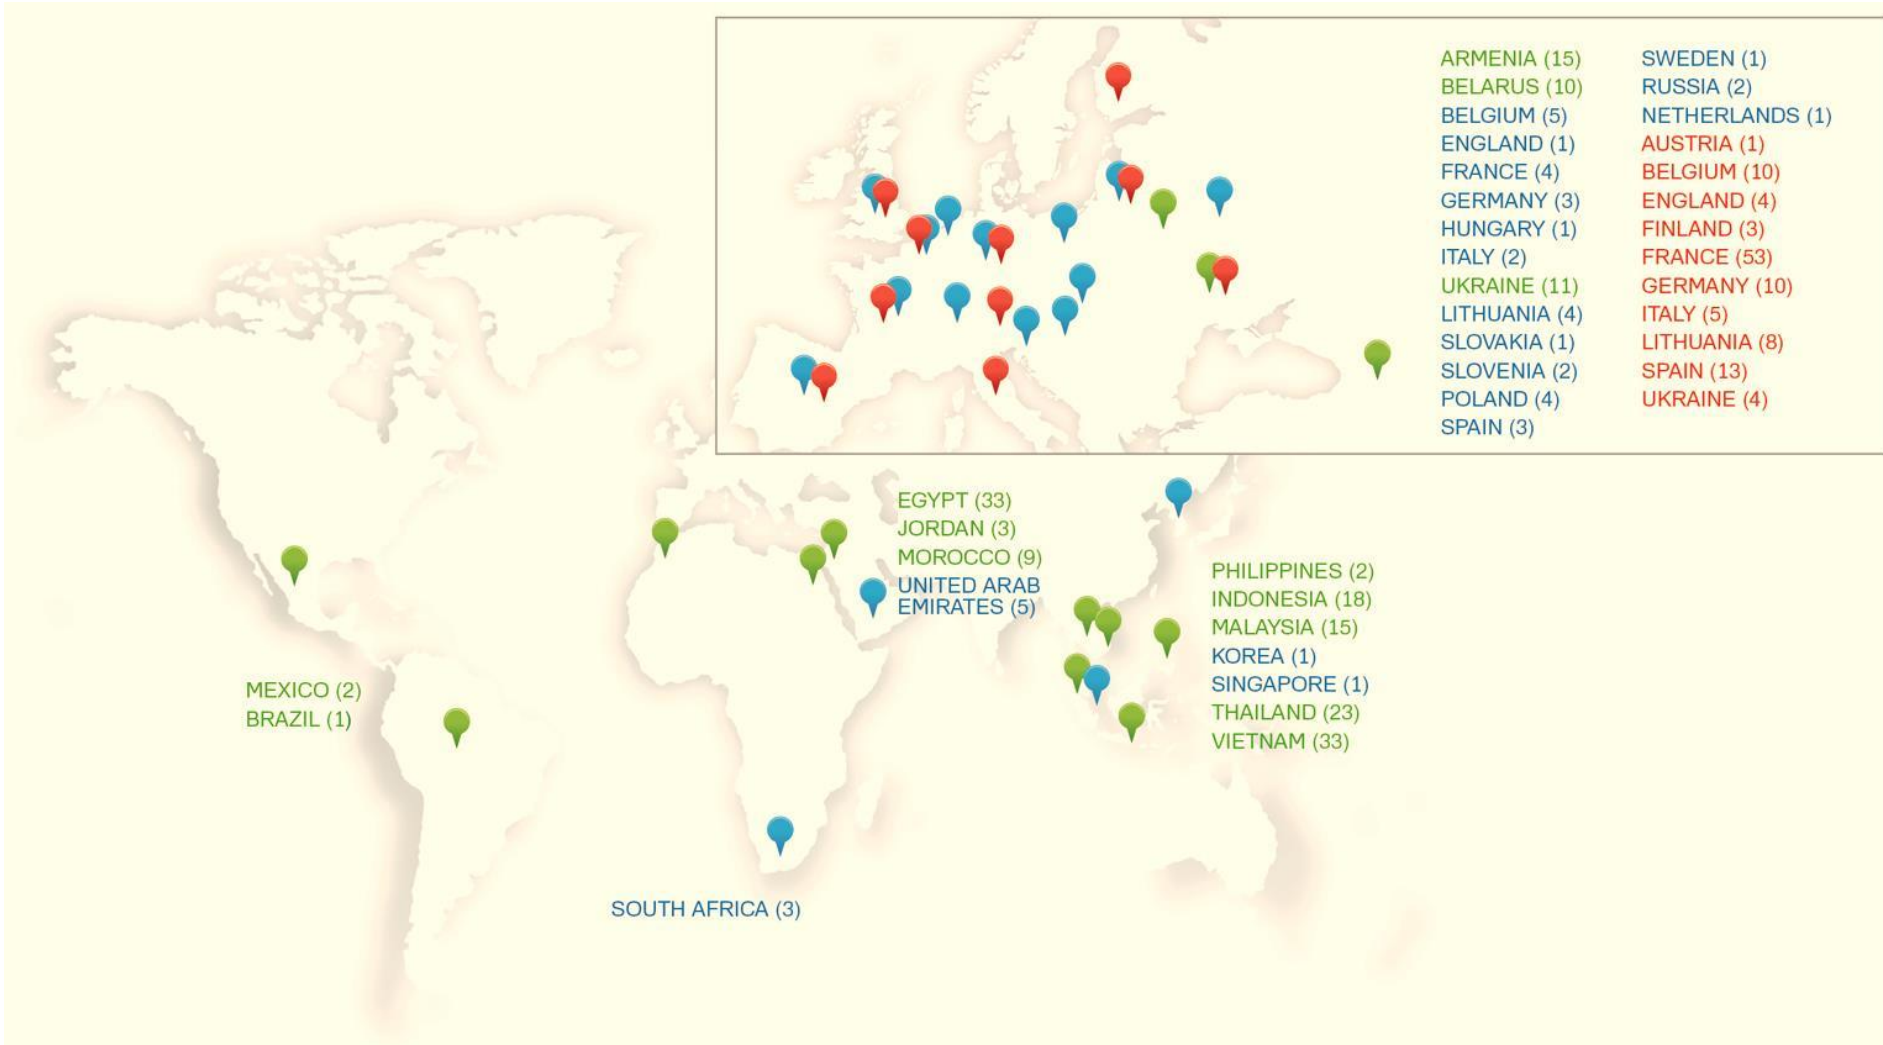 ARMENIA (15)
BELARUS (10)
BELGIUM (5)
ENGLAND (1)
FRANCE (4)
GERMANY (3)
HUNGARY (1)
ITALY (2)
UKRAINE (11)
LITHUANIA (4)
SLOVAKIA (1)
SLOVENIA (2)
POLAND (4)
SPAIN (3)
SWEDEN (1)
RUSSIA (2)
NETHERLANDS (1)
AUSTRIA (1)
BELGIUM (10)
ENGLAND (4)
FINLAND (3)
FRANCE (53)
GERMANY (10)
ITALY (5)
LITHUANIA (8)
SPAIN (13)
UKRAINE (4)
EGYPT (33)
JORDAN (3)
MOROCCO (9)
UNITED ARAB
EMIRATES (5)
PHILIPPINES (2)
INDONESIA (18)
MALAYSIA (15)
KOREA (1)
SINGAPORE (1)
THAILAND (23)
VIETNAM (33)
MEXICO (2)
BRAZIL (1)
SOUTH AFRICA (3)